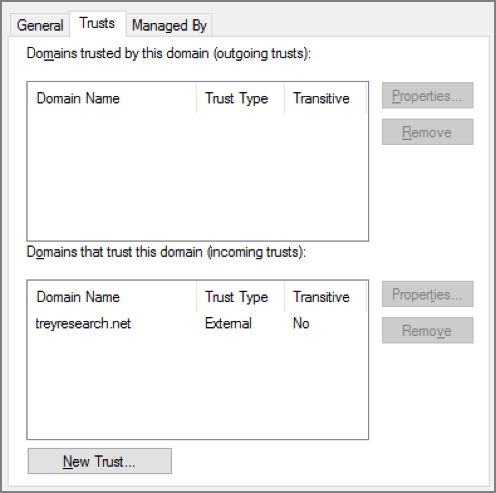 General Trusts Managed By
Domains trusted by this domain (outgoing trusts):
Domain Name Trust Type Transitive
Properties...
Remove
Domains that trust this domain (incoming trusts):
Domain Name Trust Type Transitive
treyresearch.net External No
Properties...
Remove
New Trust...